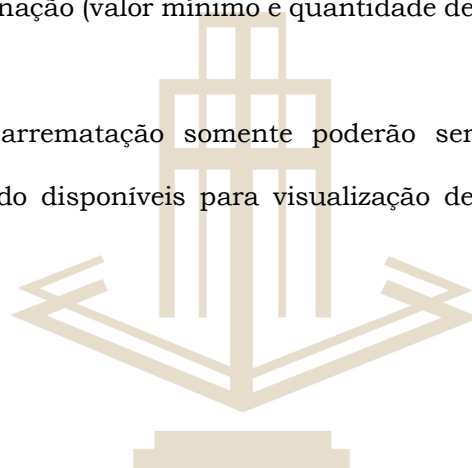 nação (valor mínimo e quantidade de
arrematação somente poderão ser
do disponíveis para visualização de